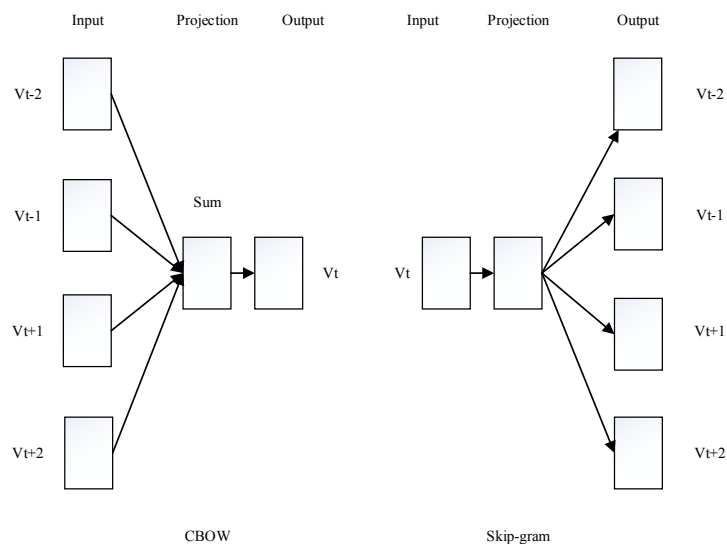 Input Projection Output Input Projection Output
Vt-2 Vt-2
Vt-1 Vt-1
Sum
Vt Vt
Vt+1 Vt+1
Vt+2 Vt+2
CBOW Skip-gram